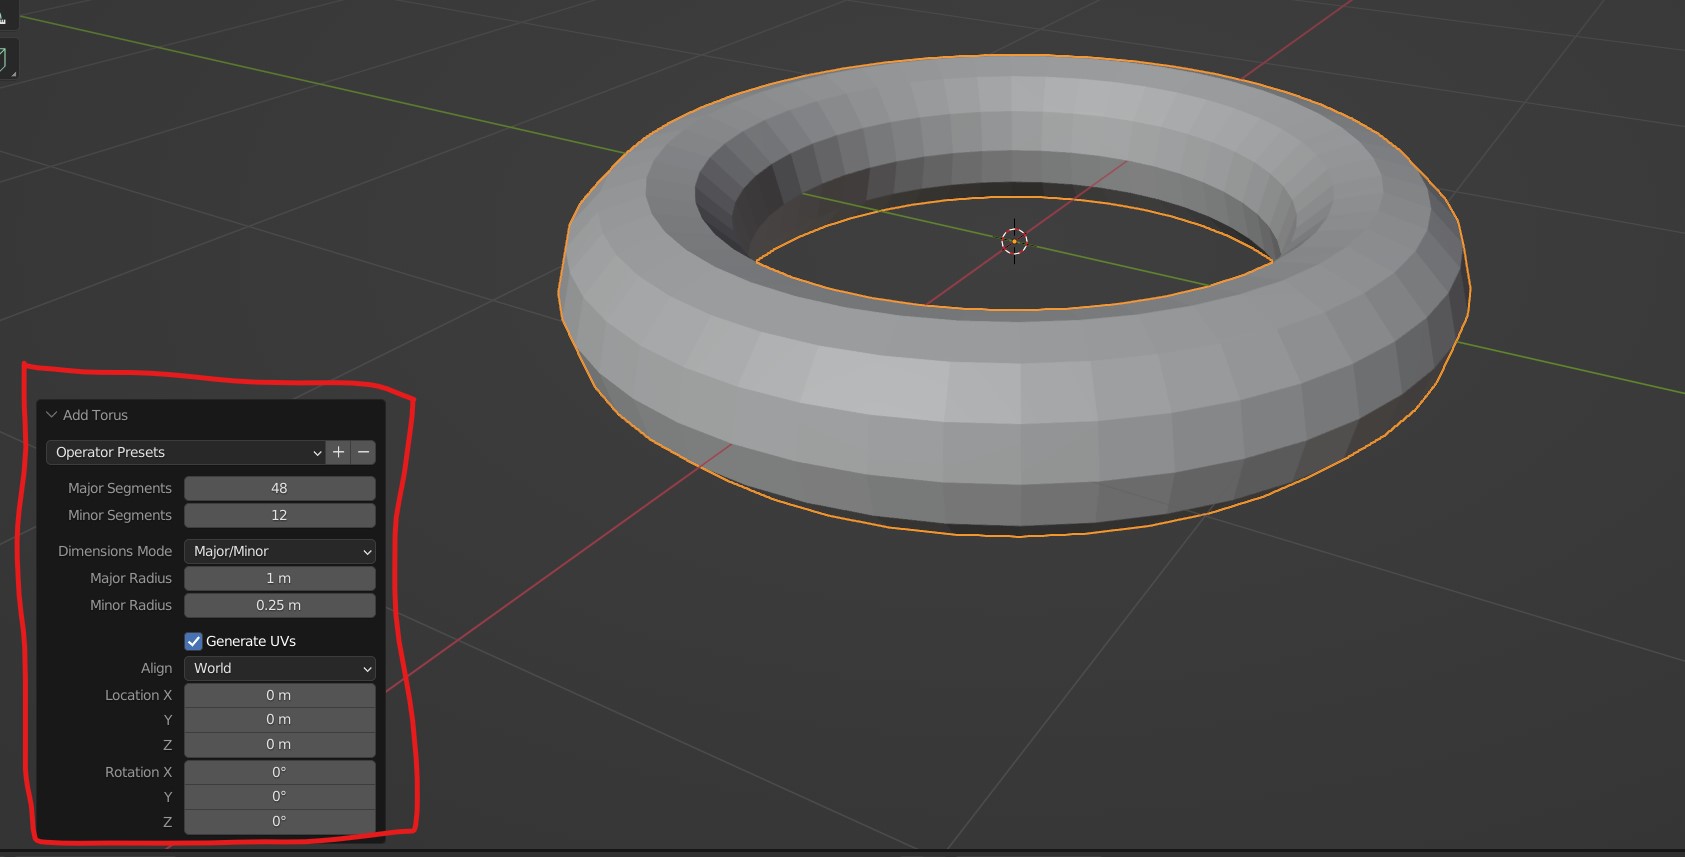 Add Torus
Operator Presets
Major Segments 48
Minor Segments 12
Dimensions Mode Major/Minor
Major Radius 1 m
Minor Radius 0.25 m
Generate UVs
Align World
Location X 0 m
Y 0 m
Z 0 m
Rotation X 0°
Y 0°
Z 0°